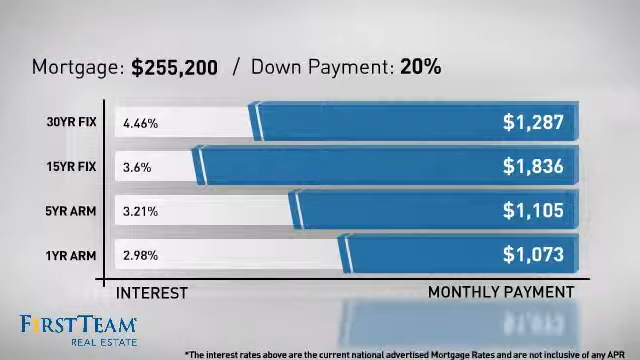 Mortgage: $255,200 / Down Payment: 20%
30YR FIX 4.46% $1,287
15YR FIX 3.6% $1,836
5YR ARM 3.21% $1,105
1YR ARM 2.98% $1,073
INTEREST MONTHLY PAYMENT
FIRSTTEAM®
REAL ESTATE
*The interest rates above are the current national advertised Mortgage Rates and are not inclusive of any APR